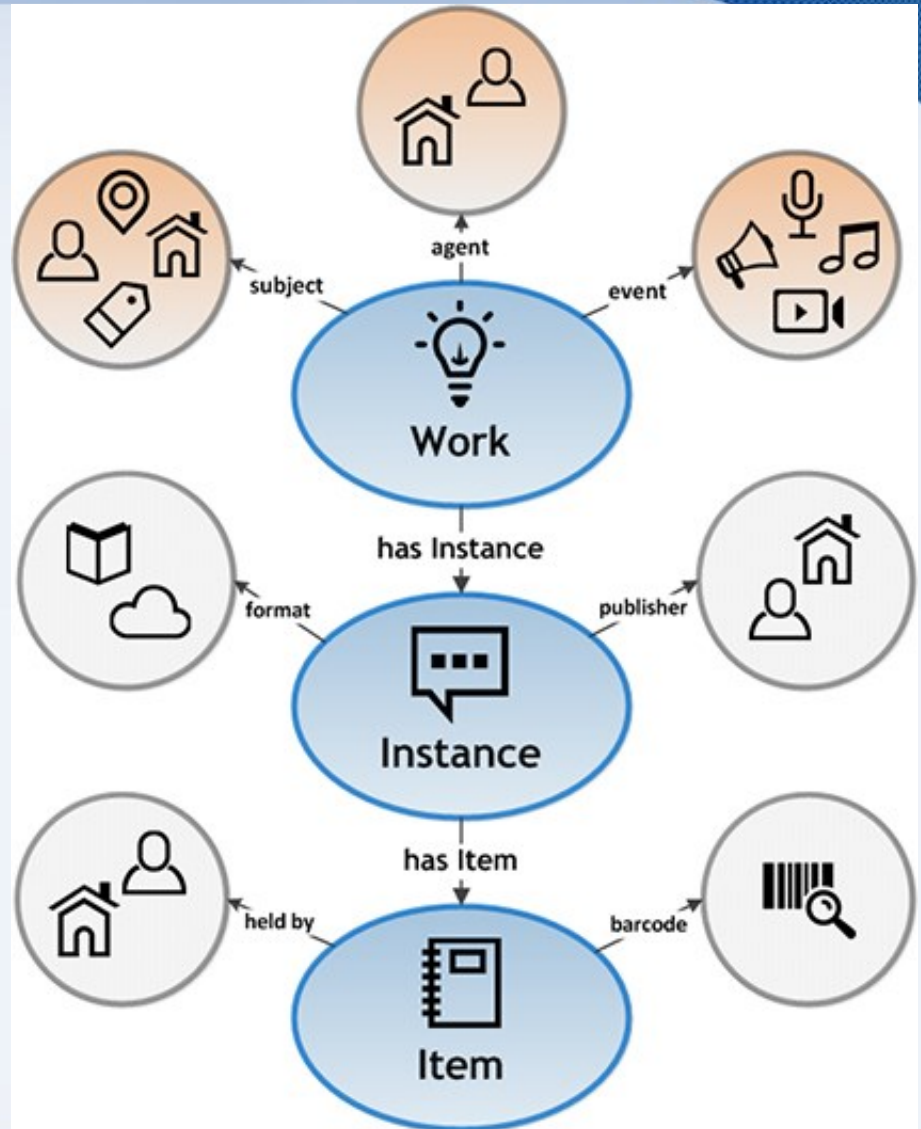 agent
subject
event
Work
has Instance
format
publisher
Instance
has Item
held by
barcode
Item